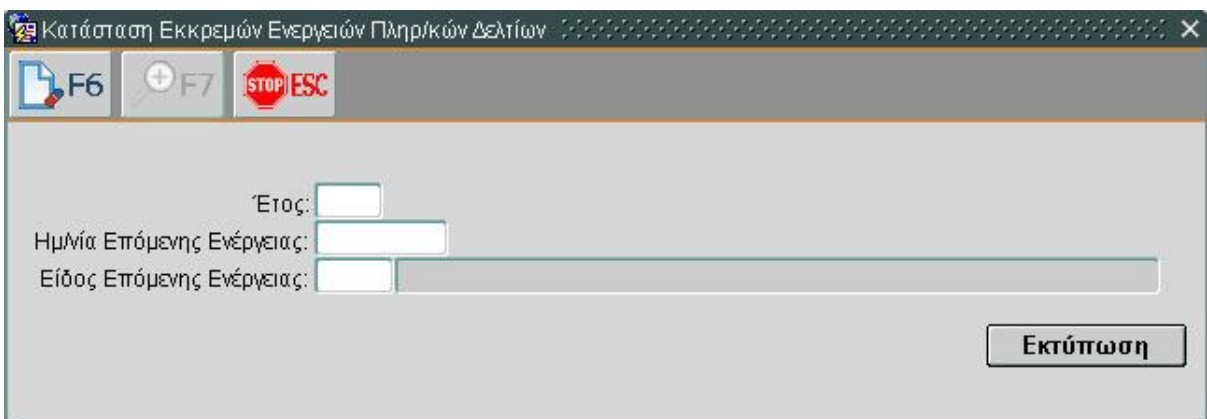 Κατάσταση Εκκρεμών Ενεργειών Πληρ/κών Δελτίων
F6 F7 STOP ESC
Έτος:
Ημ/νία Επόμενης Ενέργειας:
Είδος Επόμενης Ενέργειας:
Εκτύπωση